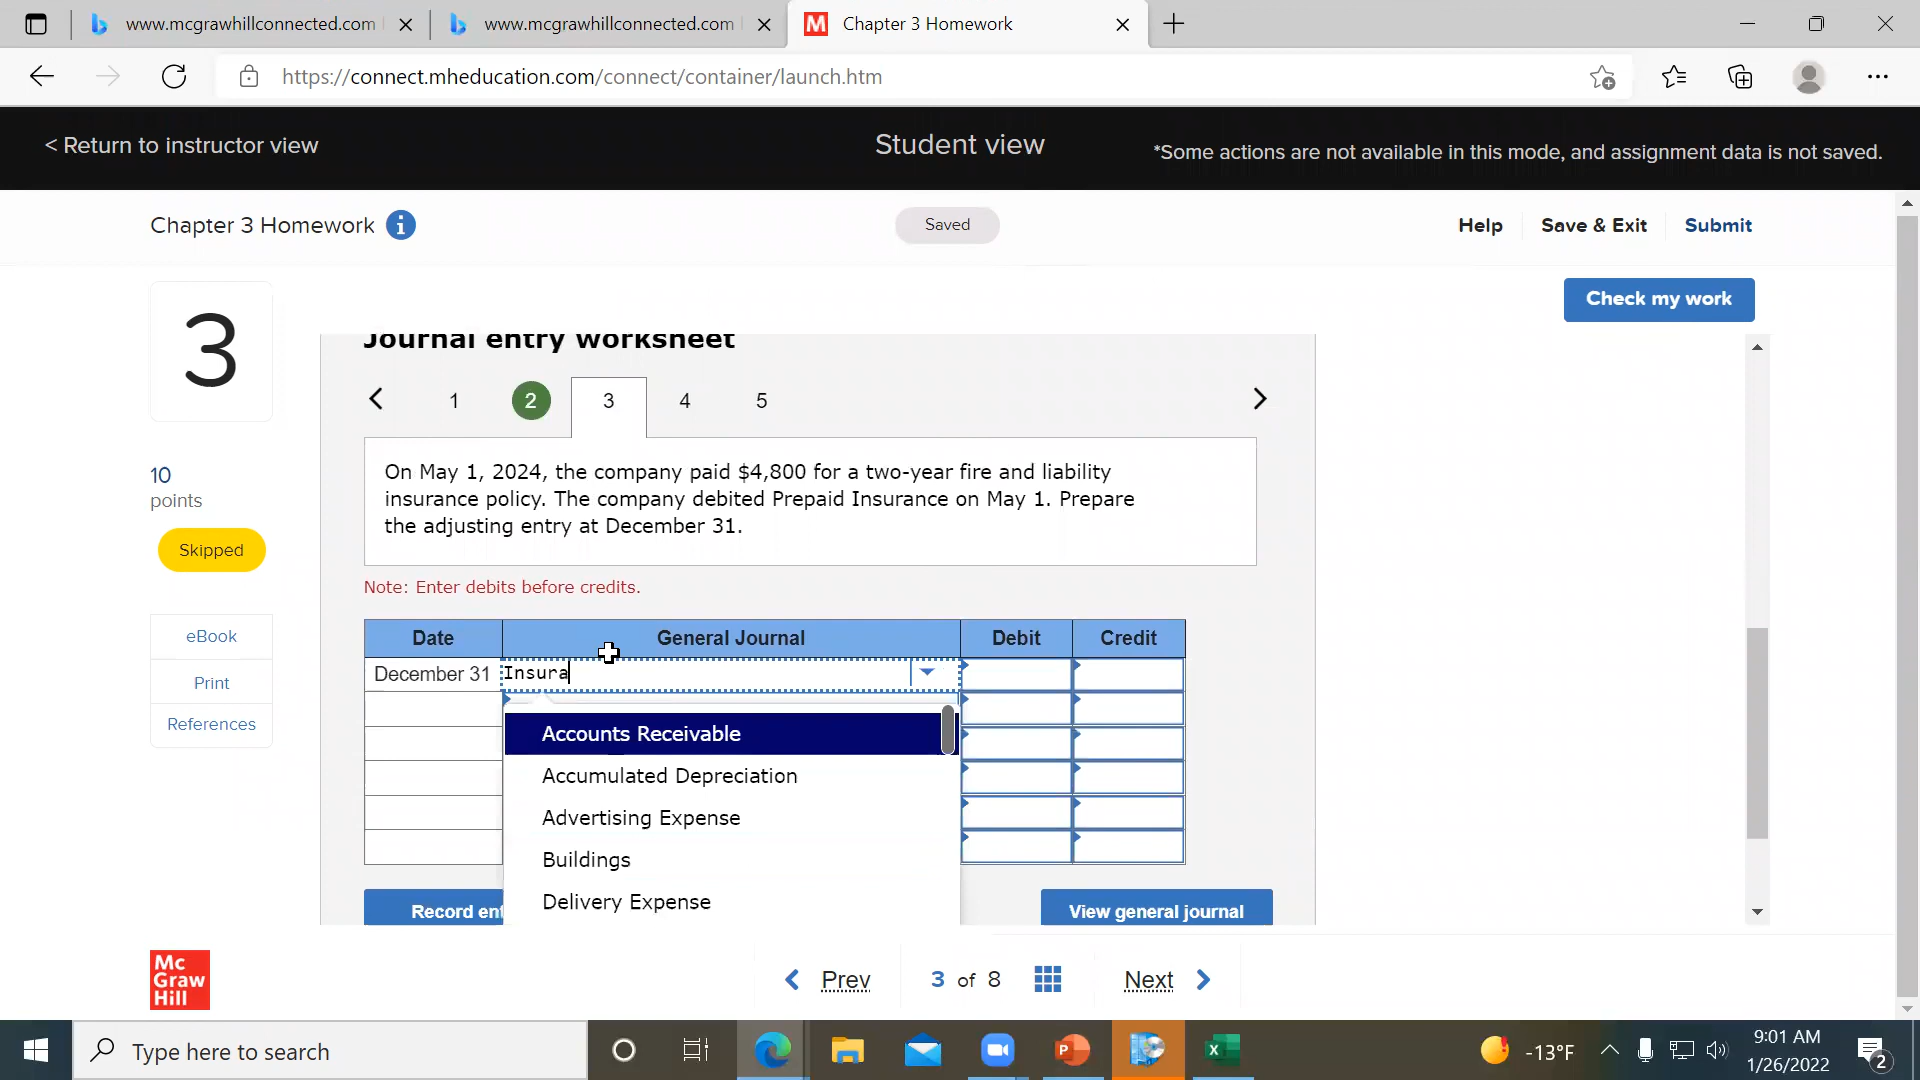 www.mcgrawhillconnected.com
www.mcgrawhillconnected.com
M
Chapter 3 Homework
https://connect.mheducation.com/connect/container/launch.htm
< Return to instructor view
Student view
*Some actions are not available in this mode, and assignment data is not saved.
Chapter 3 Homework
i
Saved
Help
Save & Exit
Submit
Check my work
3
10
points
Skipped
eBook
Print
References
Journal entry worksheet
1
2
3
4
5
On May 1, 2024, the company paid $4,800 for a two-year fire and liability
insurance policy. The company debited Prepaid Insurance on May 1. Prepare
the adjusting entry at December 31.
Note: Enter debits before credits.
Date
General Journal
Debit
Credit
December 31
Insura
Accounts Receivable
Accumulated Depreciation
Advertising Expense
Buildings
Delivery Expense
Record ent
View general journal
Mc
Graw
Hill
Prev
3 of 8
Next
Type here to search
P
X
-13°F
9:01 AM
1/26/2022
2